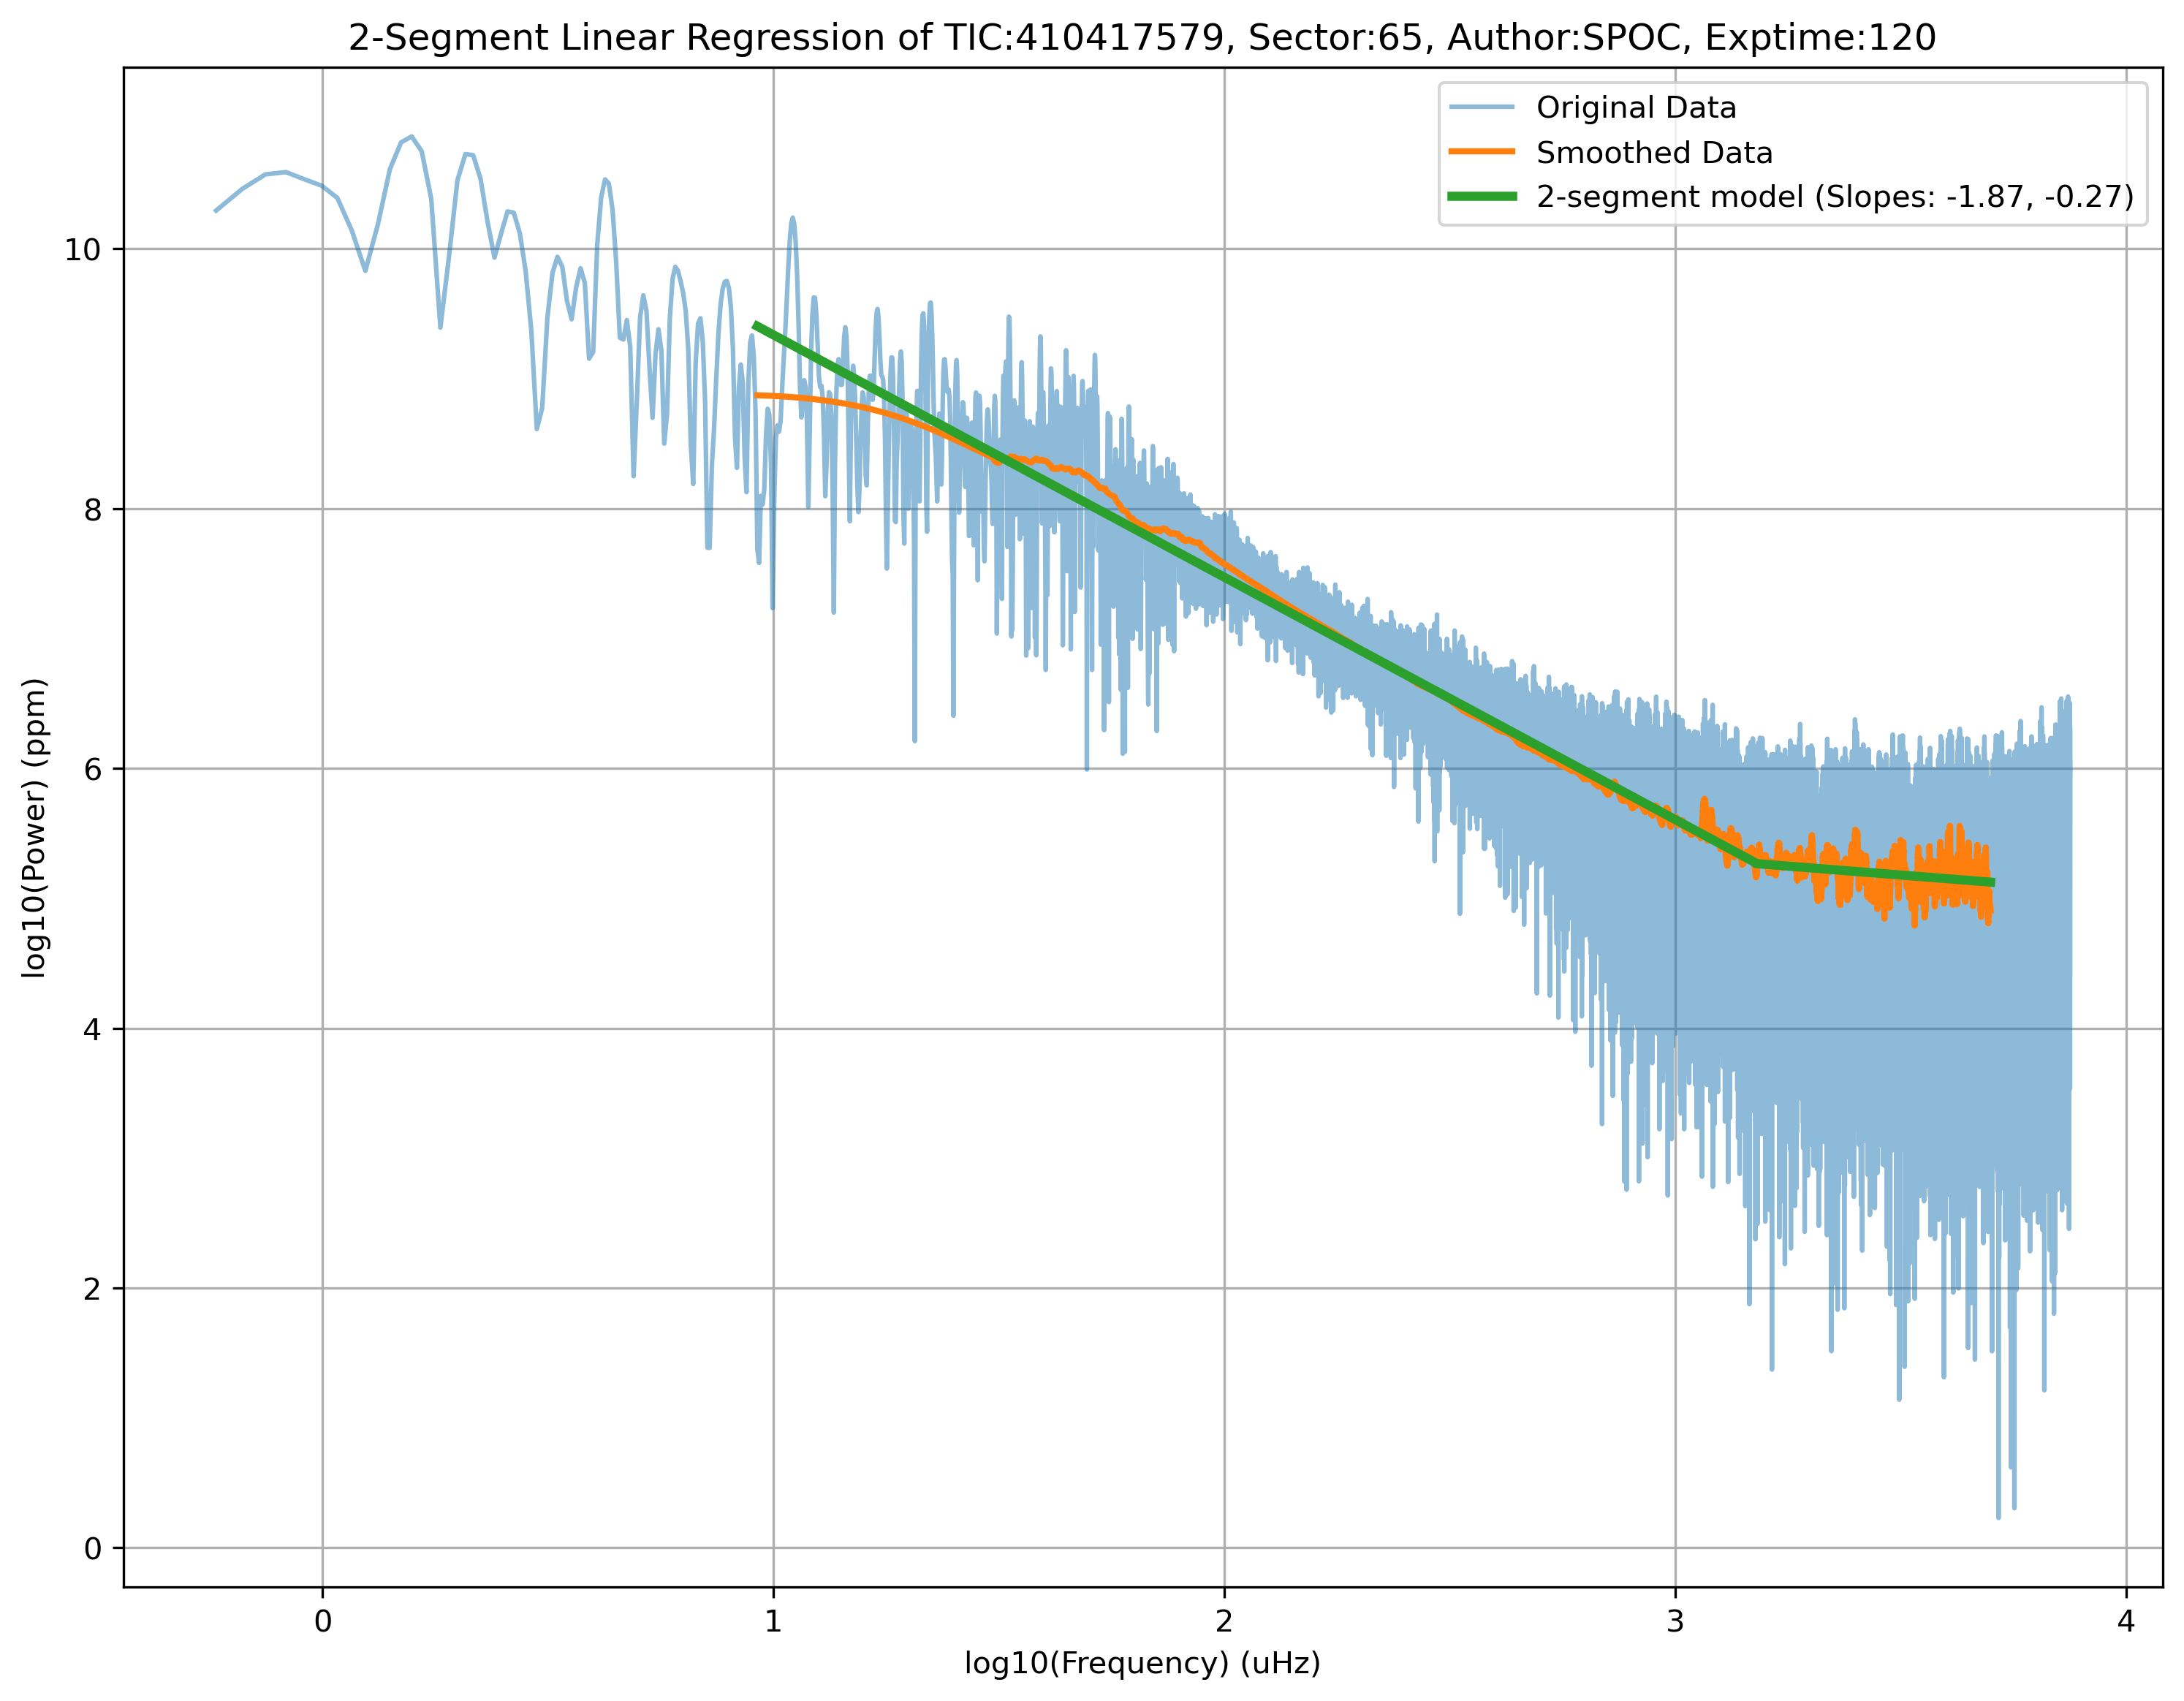 2-Segment Linear Regression of TIC:410417579, Sector:65, Author:SPOC, Exptime:120
Original Data
Smoothed Data
2-segment model (Slopes: -1.87, -0.27)
10
8
6
4
2
0
log10(Power) (ppm)
0 1 2 3 4
log10(Frequency) (uHz)